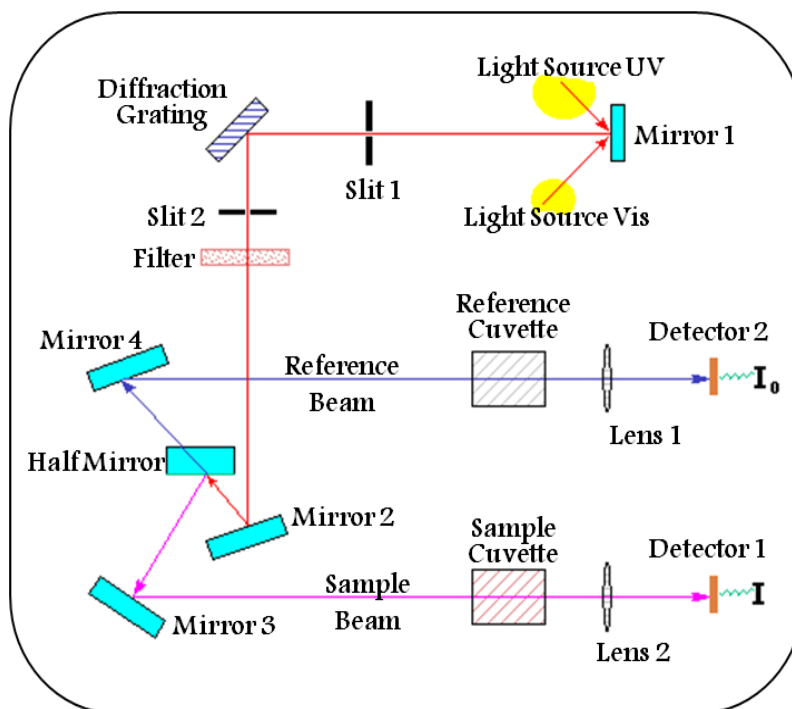 Light Source UV
Diffraction
Grating
Mirror 1
Slit 1
Slit 2
Light Source Vis
Filter
Reference
Cuvette
Mirror 4
Detector 2
Reference
Beam
I₀
Lens 1
Half Mirror
Mirror 2
Sample
Cuvette
Detector 1
Sample
Beam
I
Mirror 3
Lens 2